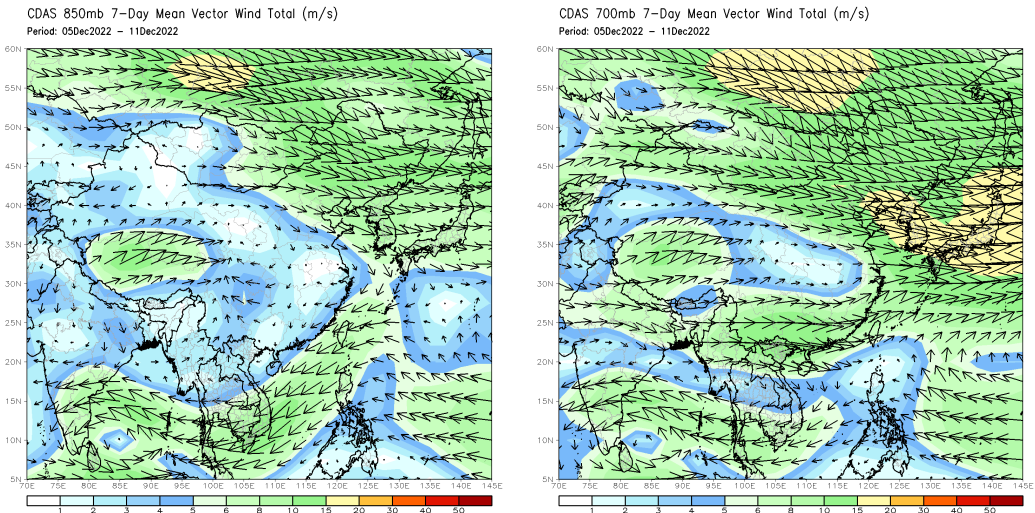 CDAS 850mb 7-Day Mean Vector Wind Total (m/s)
Period: 05Dec2022 - 11Dec2022
60N
55N
50N
45N
40N
35N
30N
25N
20N
15N
10N
5N
70E 75E 80E 85E 90E 95E 100E 105E 110E 115E 120E 125E 130E 135E 140E 145E
1 2 3 4 5 6 8 10 15 20 30 40 50
CDAS 700mb 7-Day Mean Vector Wind Total (m/s)
Period: 05Dec2022 - 11Dec2022
60N
55N
50N
45N
40N
35N
30N
25N
20N
15N
10N
5N
70E 75E 80E 85E 90E 95E 100E 105E 110E 115E 120E 125E 130E 135E 140E 145E
1 2 3 4 5 6 8 10 15 20 30 40 50